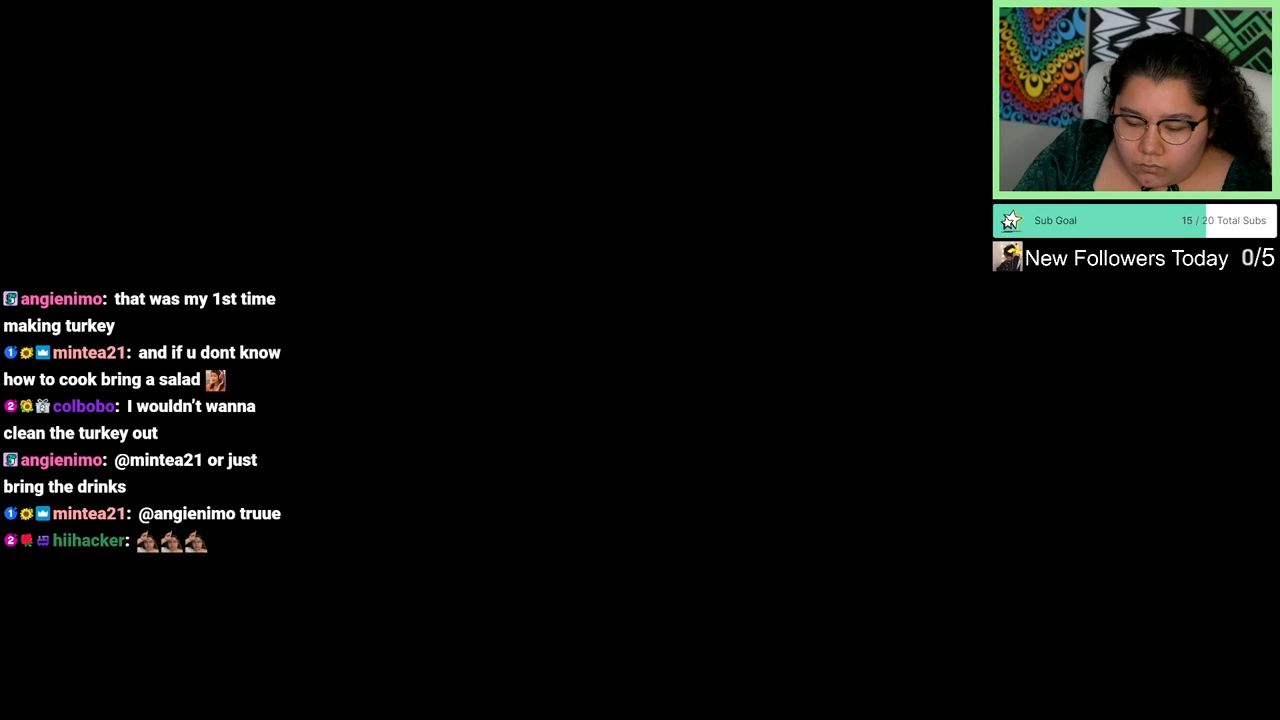 Sub Goal 15 / 20 Total Subs
New Followers Today 0/5
angienimo: that was my 1st time
making turkey
mintea21: and if u dont know
how to cook bring a salad
colbobo: I wouldn’t wanna
clean the turkey out
angienimo: @mintea21 or just
bring the drinks
mintea21: @angienimo truue
hiihacker: